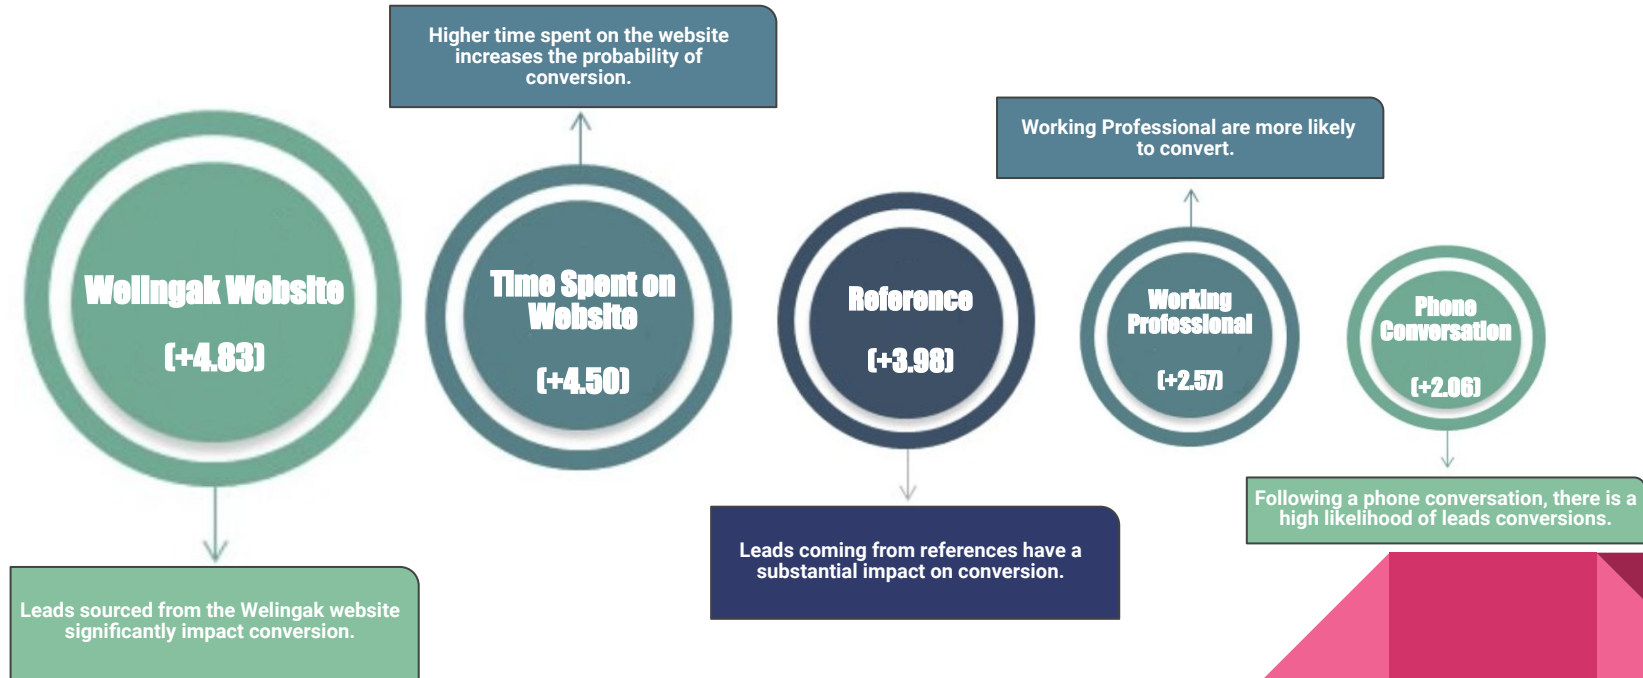 Higher time spent on the website
increases the probability of
conversion.
Working Professional are more likely
to convert.
Welingak Website
(+4.83)
Time Spent on
Website
(+4.50)
Reference
(+3.98)
Working
Professional
(+2.57)
Phone
Conversation
(+2.06)
Following a phone conversation, there is a
high likelihood of leads conversions.
Leads coming from references have a
substantial impact on conversion.
Leads sourced from the Welingak website
significantly impact conversion.